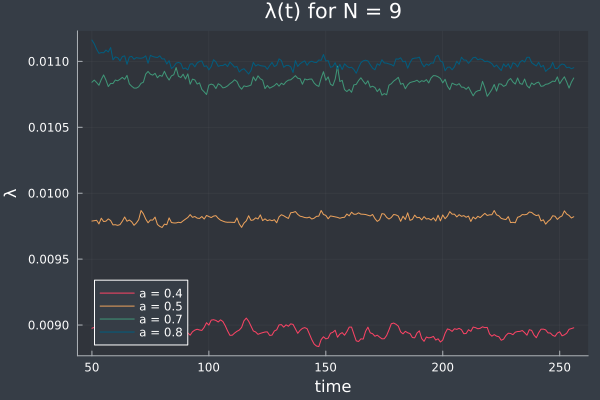 λ(t) for N = 9
λ
0.0110
0.0105
0.0100
0.0095
0.0090
a = 0.4
a = 0.5
a = 0.7
a = 0.8
50 100 150 200 250
time